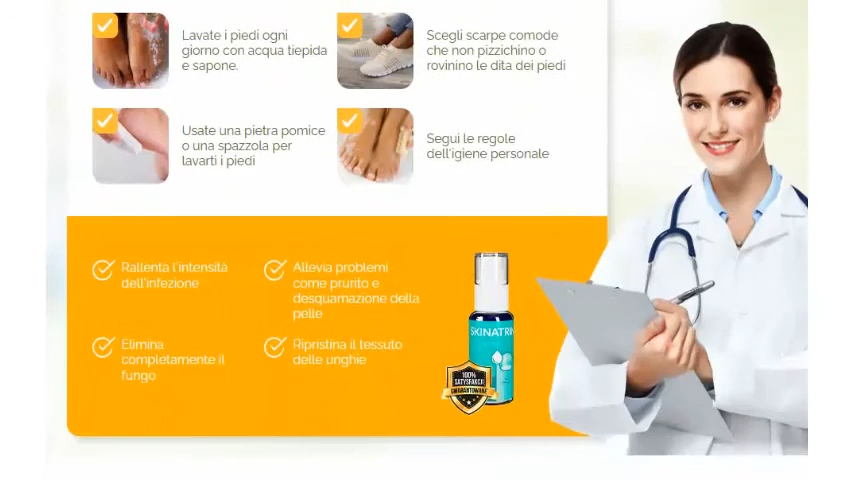 Lavate i piedi ogni
giorno con acqua tiepida
e sapone.
Scegli scarpe comode
che non pizzichino o
rovinino le dita dei piedi
Usate una pietra pomice
o una spazzola per
lavarti i piedi
Segui le regole
dell'igiene personale
Rallenta l'intensità
dell'infezione
Allevia problemi
come prurito e
desquamazione della
pelle
Elimina
completamente il
fungo
Ripristina il tessuto
delle unghie
SKINATRIN
100%
SATYSFAKCJI
GWARANTOWANE